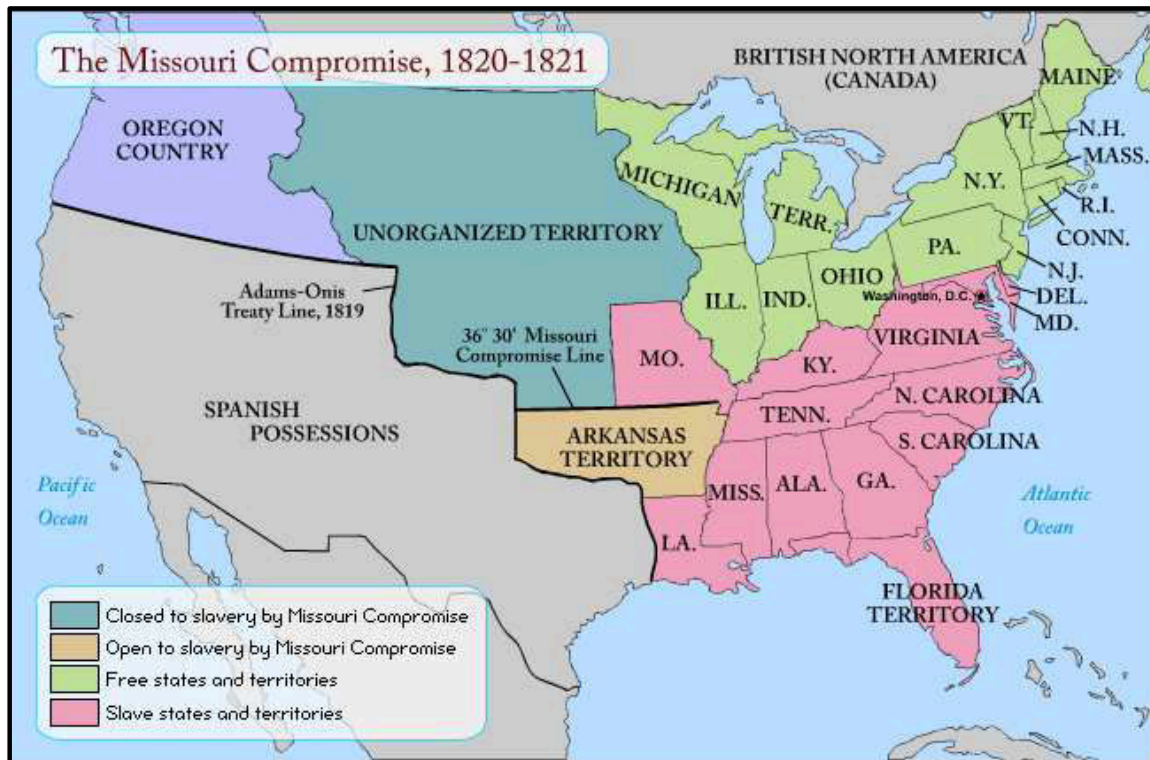 The Missouri Compromise, 1820-1821
BRITISH NORTH AMERICA
(CANADA)
MAINE
OREGON
COUNTRY
VT.
N.H.
MASS.
MICHIGAN
N.Y.
TERR.
R.I.
CONN.
UNORGANIZED TERRITORY
PA.
N.J.
Adams-Onis
Treaty Line, 1819
ILL.
IND.
OHIO
Washington, D.C.
DEL.
MD.
36° 30' Missouri
Compromise Line
MO.
KY.
VIRGINIA
SPANISH
POSSESSIONS
TENN.
N. CAROLINA
ARKANSAS
TERRITORY
S. CAROLINA
MISS.
ALA.
GA.
Pacific
Ocean
Atlantic
Ocean
LA.
FLORIDA
TERRITORY
Closed to slavery by Missouri Compromise
Open to slavery by Missouri Compromise
Free states and territories
Slave states and territories